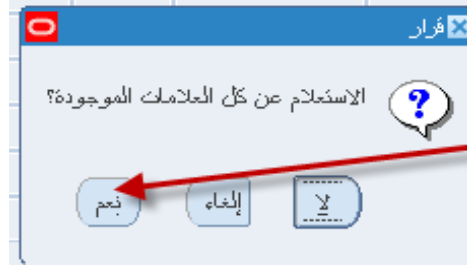 قرار
الاستعلام عن كل العلامات الموجودة؟
لا
إلغاء
نعم